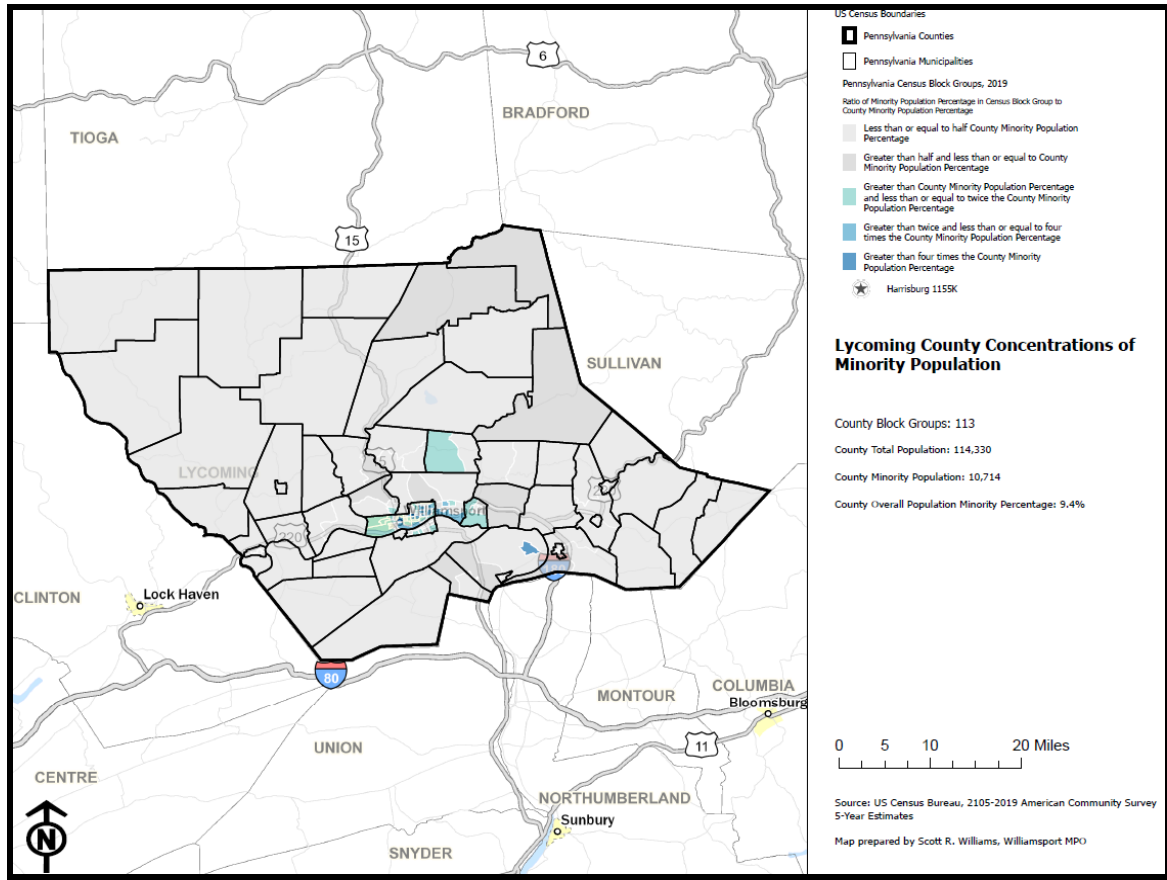 6
BRADFORD
TIOGA
15
SULLIVAN
LYCOMING
15
Williamsport
220
220
180
CLINTON
Lock Haven
80
MONTOUR
COLUMBIA
Bloomsburg
UNION
11
CENTRE
NORTHUMBERLAND
Sunbury
SNYDER
N
US Census Boundaries
Pennsylvania Counties
Pennsylvania Municipalities
Pennsylvania Census Block Groups, 2019
Ratio of Minority Population Percentage in Census Block Group to
County Minority Population Percentage
Less than or equal to half County Minority Population
Percentage
Greater than half and less than or equal to County
Minority Population Percentage
Greater than County Minority Population Percentage
and less than or equal to twice the County Minority
Population Percentage
Greater than twice and less than or equal to four
times the County Minority Population Percentage
Greater than four times the County Minority
Population Percentage
Harrisburg 1155K
Lycoming County Concentrations of
Minority Population
County Block Groups: 113
County Total Population: 114,330
County Minority Population: 10,714
County Overall Population Minority Percentage: 9.4%
0 5 10 20 Miles
Source: US Census Bureau, 2105-2019 American Community Survey
5-Year Estimates
Map prepared by Scott R. Williams, Williamsport MPO